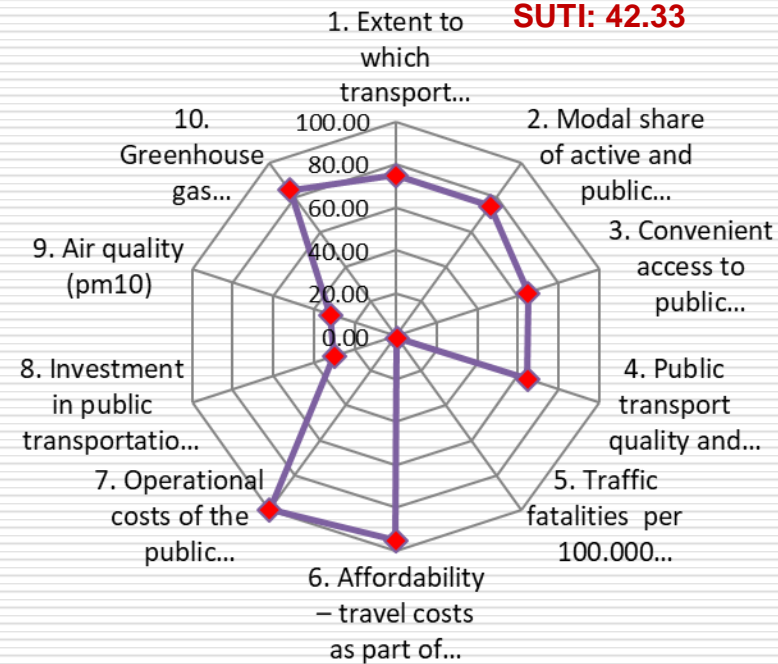 SUTI: 42.33
1. Extent to
which
transport...
2. Modal share
of active and
public...
3. Convenient
access to
public...
4. Public
transport
quality and...
5. Traffic
fatalities per
100.000...
6. Affordability
– travel costs
as part of...
7. Operational
costs of the
public...
8. Investment
in public
transportatio...
9. Air quality
(pm10)
10.
Greenhouse
gas...
100.00
80.00
60.00
40.00
20.00
0.00